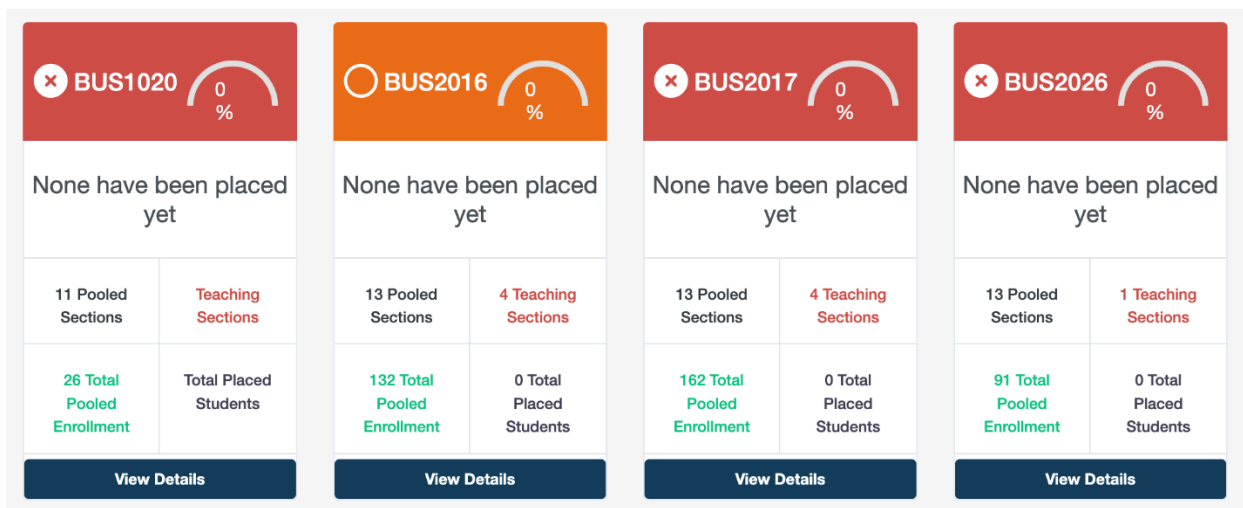 BUS1020
0
%
None have been placed
yet
11 Pooled
Sections
Teaching
Sections
26 Total
Pooled
Enrollment
Total Placed
Students
View Details
BUS2016
0
%
None have been placed
yet
13 Pooled
Sections
4 Teaching
Sections
132 Total
Pooled
Enrollment
0 Total
Placed
Students
View Details
BUS2017
0
%
None have been placed
yet
13 Pooled
Sections
4 Teaching
Sections
162 Total
Pooled
Enrollment
0 Total
Placed
Students
View Details
BUS2026
0
%
None have been placed
yet
13 Pooled
Sections
1 Teaching
Sections
91 Total
Pooled
Enrollment
0 Total
Placed
Students
View Details